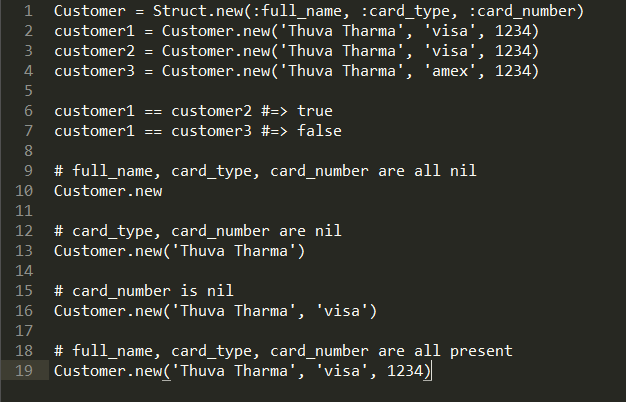 1 Customer = Struct.new(:full_name, :card_type, :card_number)
2 customer1 = Customer.new('Thuva Tharma', 'visa', 1234)
3 customer2 = Customer.new('Thuva Tharma', 'visa', 1234)
4 customer3 = Customer.new('Thuva Tharma', 'amex', 1234)
5
6 customer1 == customer2 #=> true
7 customer1 == customer3 #=> false
8
9 # full_name, card_type, card_number are all nil
10 Customer.new
11
12 # card_type, card_number are nil
13 Customer.new('Thuva Tharma')
14
15 # card_number is nil
16 Customer.new('Thuva Tharma', 'visa')
17
18 # full_name, card_type, card_number are all present
19 Customer.new('Thuva Tharma', 'visa', 1234)